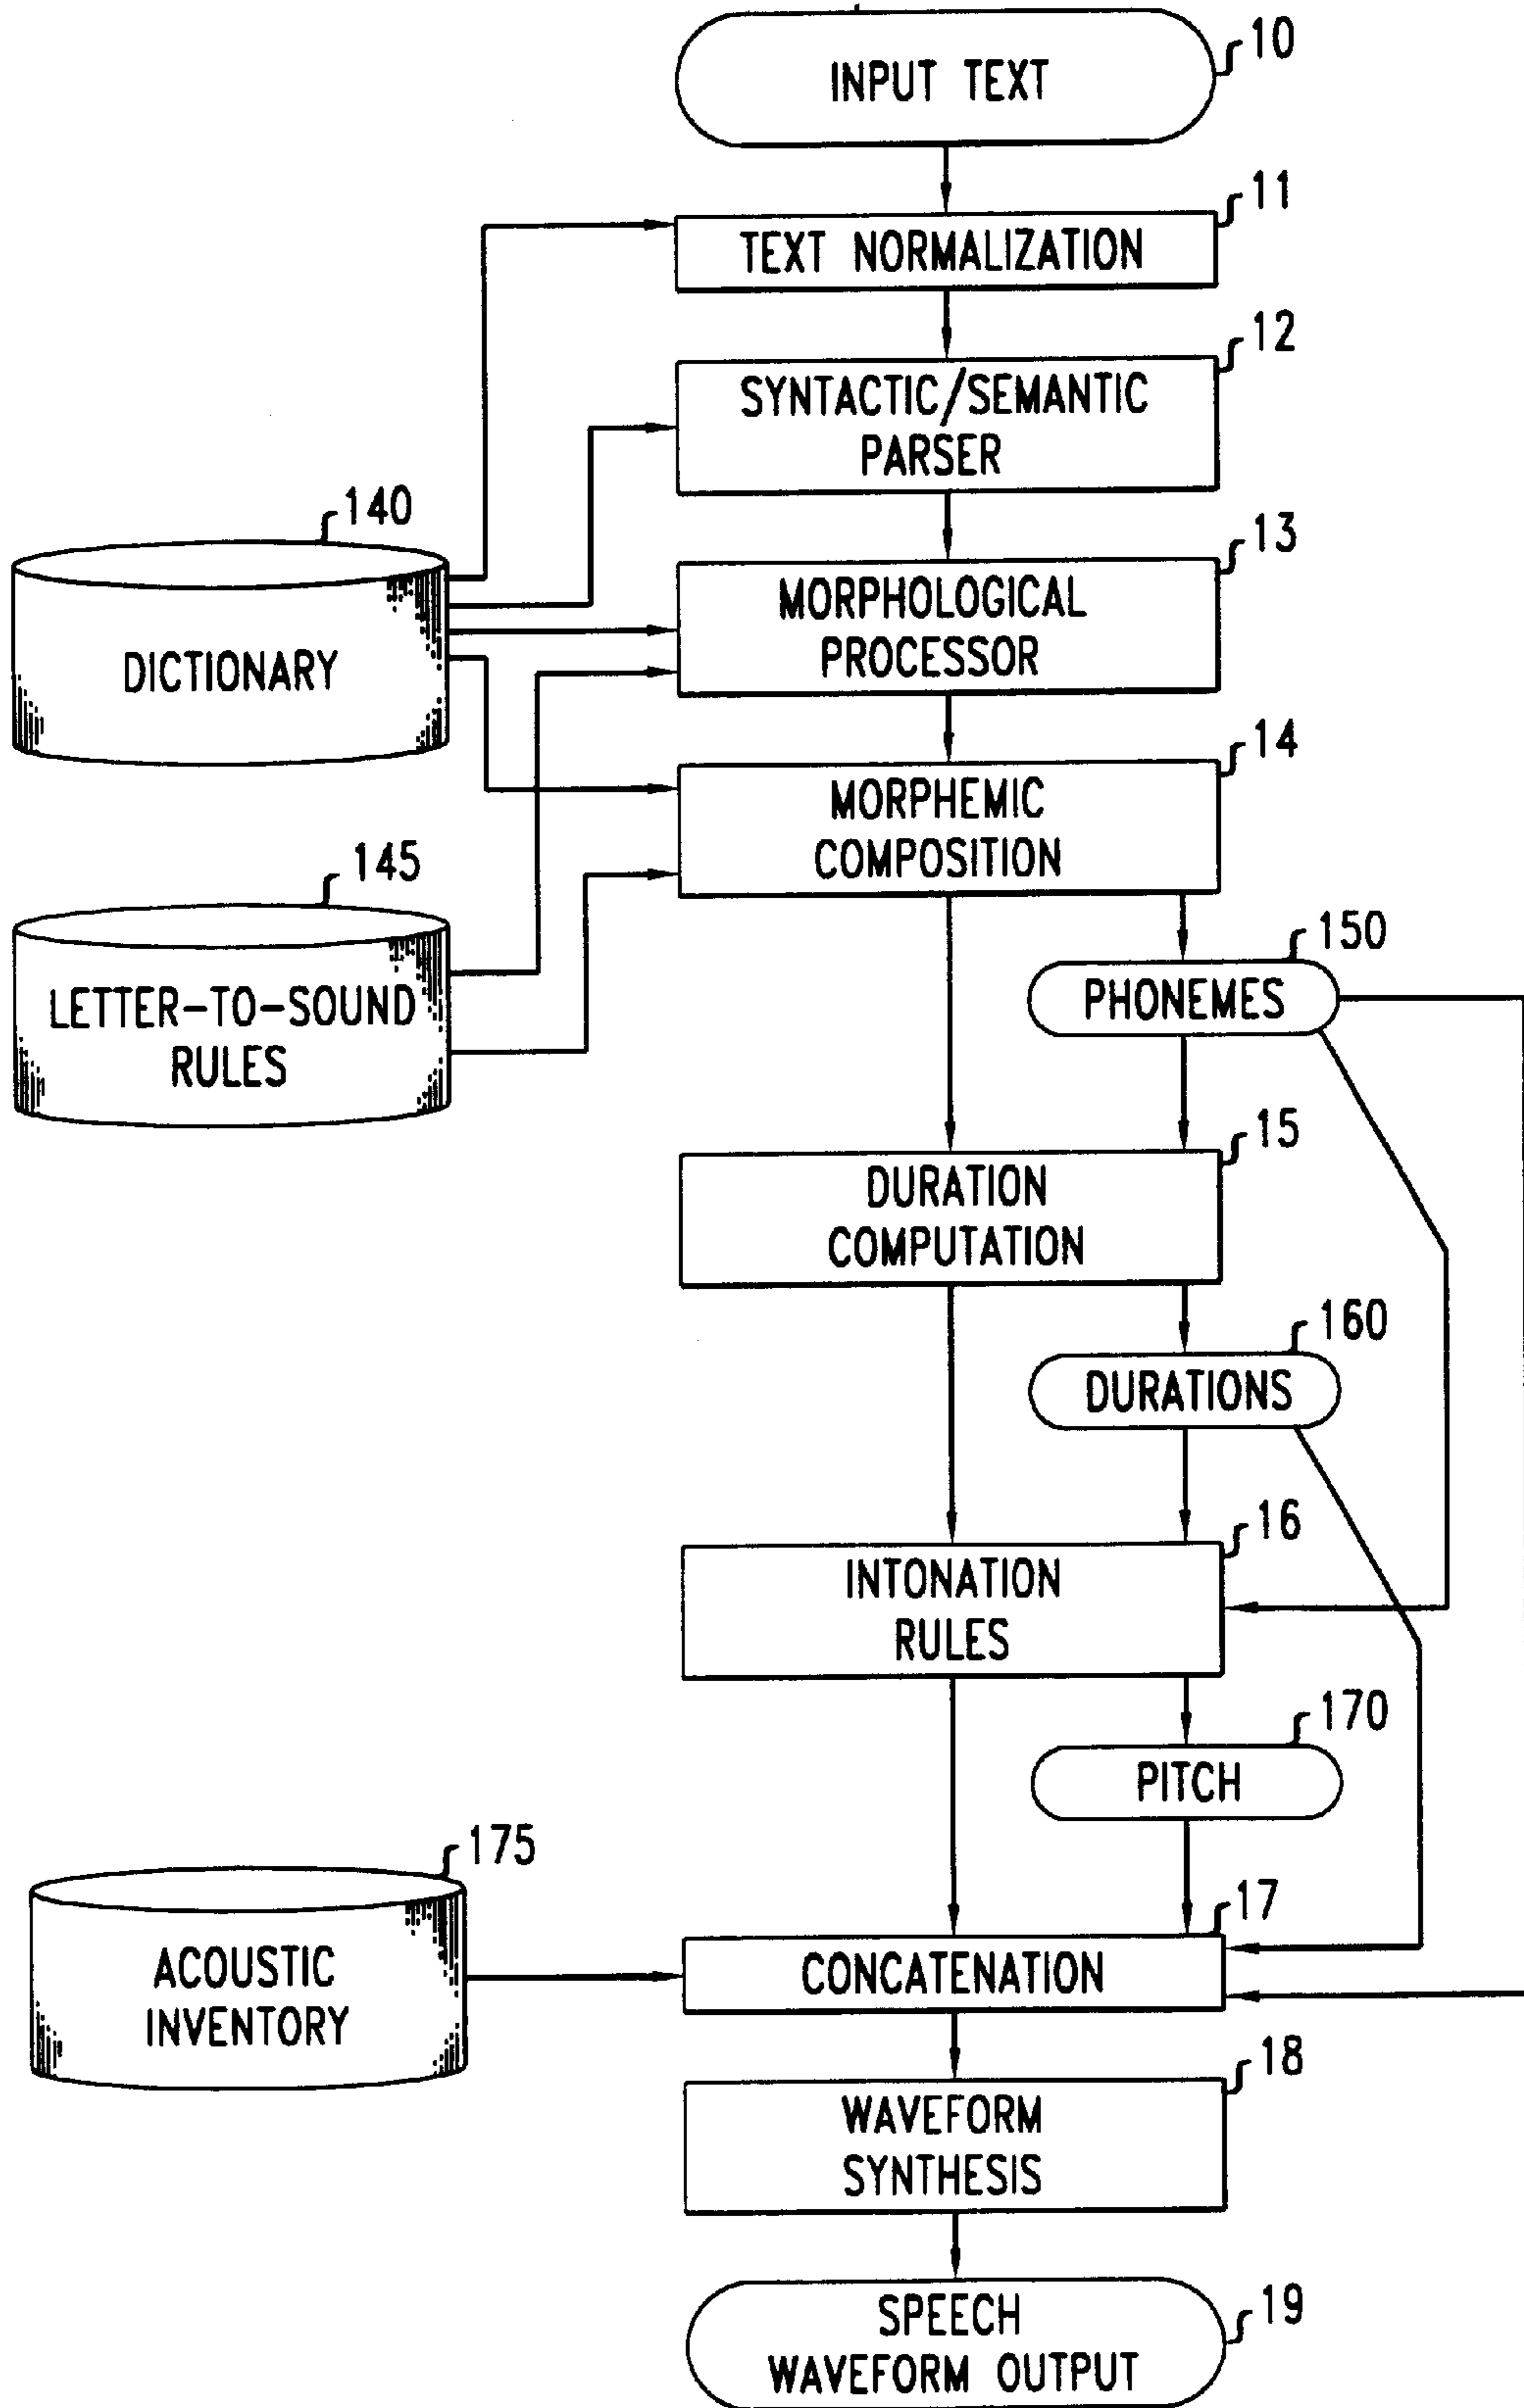 10
INPUT TEXT
11
TEXT NORMALIZATION
12
SYNTACTIC/SEMANTIC
PARSER
140
DICTIONARY
13
MORPHOLOGICAL
PROCESSOR
14
MORPHEMIC
COMPOSITION
145
LETTER-TO-SOUND
RULES
150
PHONEMES
15
DURATION
COMPUTATION
160
DURATIONS
16
INTONATION
RULES
170
PITCH
175
ACOUSTIC
INVENTORY
17
CONCATENATION
18
WAVEFORM
SYNTHESIS
19
SPEECH
WAVEFORM OUTPUT